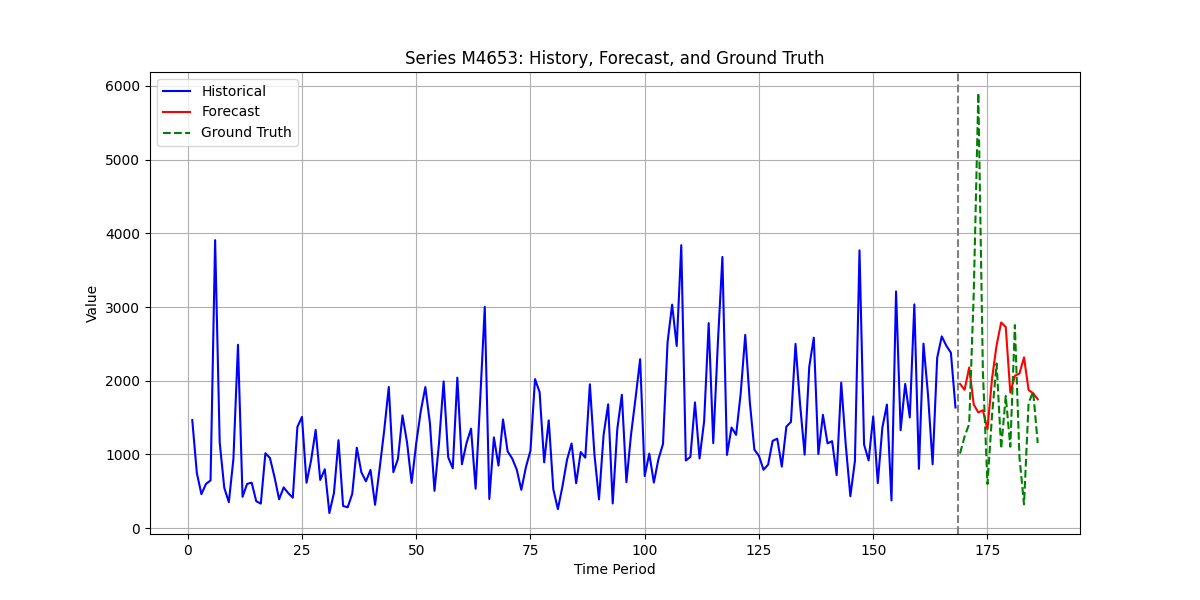 Series M4653: History, Forecast, and Ground Truth
Historical
Forecast
Ground Truth
6000
5000
4000
3000
2000
1000
0
Value
0 25 50 75 100 125 150 175
Time Period